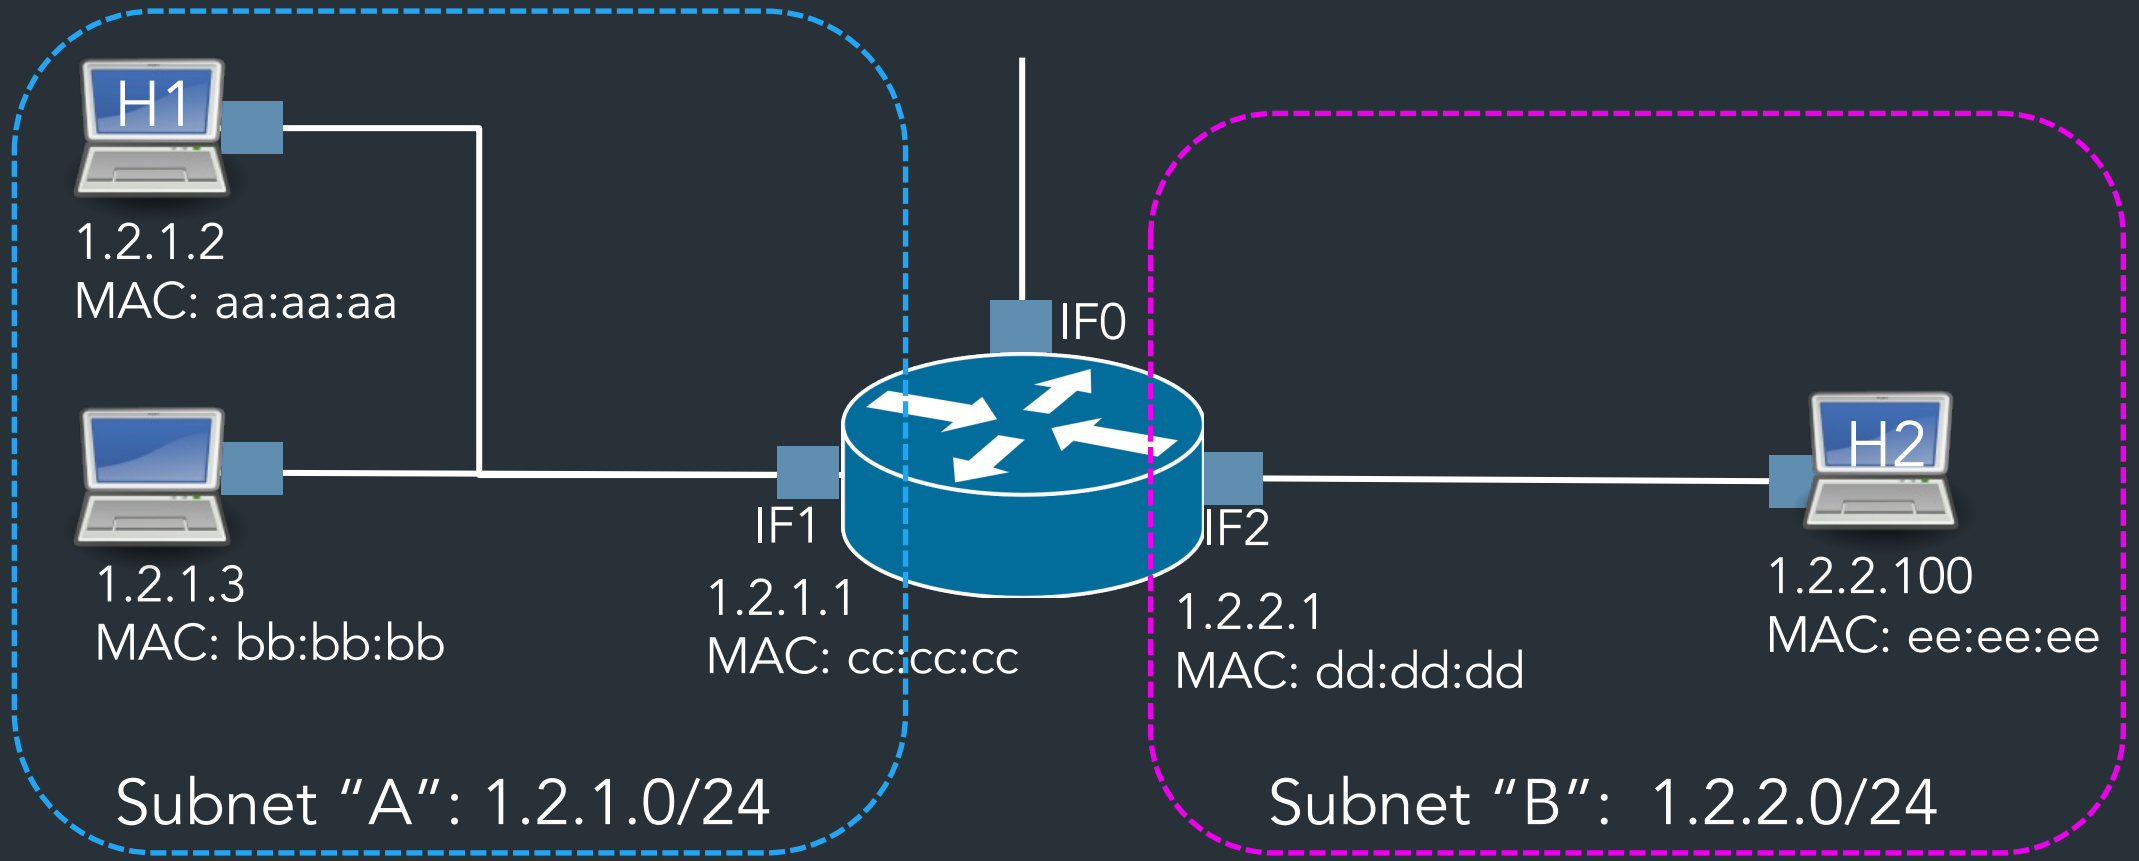 H1
1.2.1.2
MAC: aa:aa:aa
1.2.1.3
MAC: bb:bb:bb
IF0
IF1
1.2.1.1
MAC: cc:cc:cc
IF2
1.2.2.1
MAC: dd:dd:dd
H2
1.2.2.100
MAC: ee:ee:ee
Subnet “A”: 1.2.1.0/24
Subnet “B”: 1.2.2.0/24